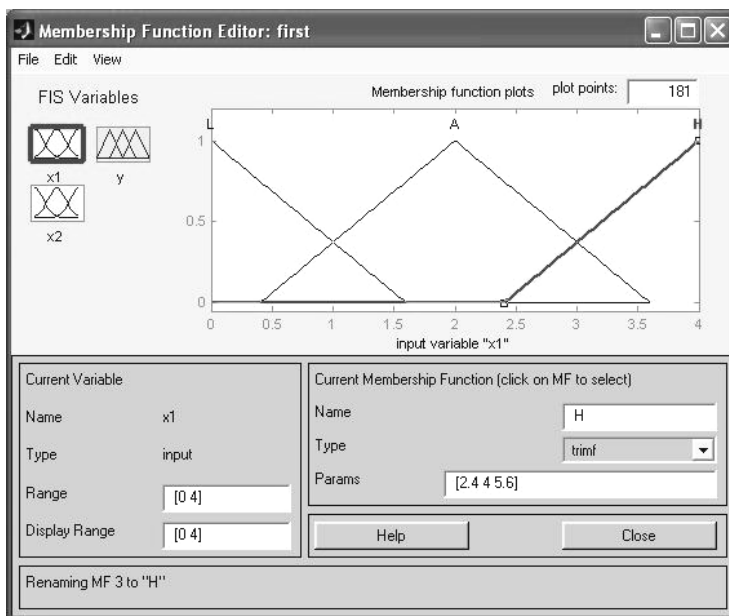 Membership Function Editor: first
File Edit View
FIS Variables
x1
y
x2
Membership function plots plot points: 181
L A H
1
0.5
0
0 0.5 1 1.5 2 2.5 3 3.5 4
input variable "x1"
Current Variable
Name x1
Type input
Range [0 4]
Display Range [0 4]
Current Membership Function (click on MF to select)
Name H
Type trimf
Params [2.4 4 5.6]
Help Close
Renaming MF 3 to "H"